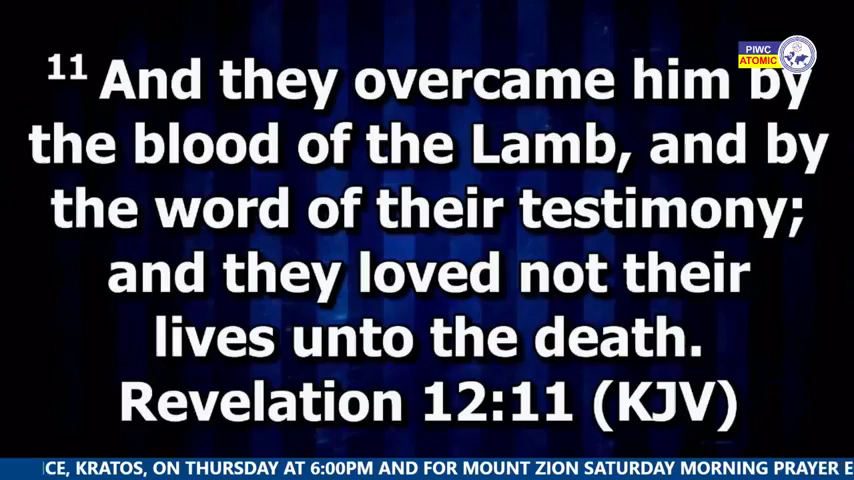 PIWC
ATOMIC
11 And they overcame him by
the blood of the Lamb, and by
the word of their testimony;
and they loved not their
lives unto the death.
Revelation 12:11 (KJV)
CE, KRATOS, ON THURSDAY AT 6:00PM AND FOR MOUNT ZION SATURDAY MORNING PRAYER E